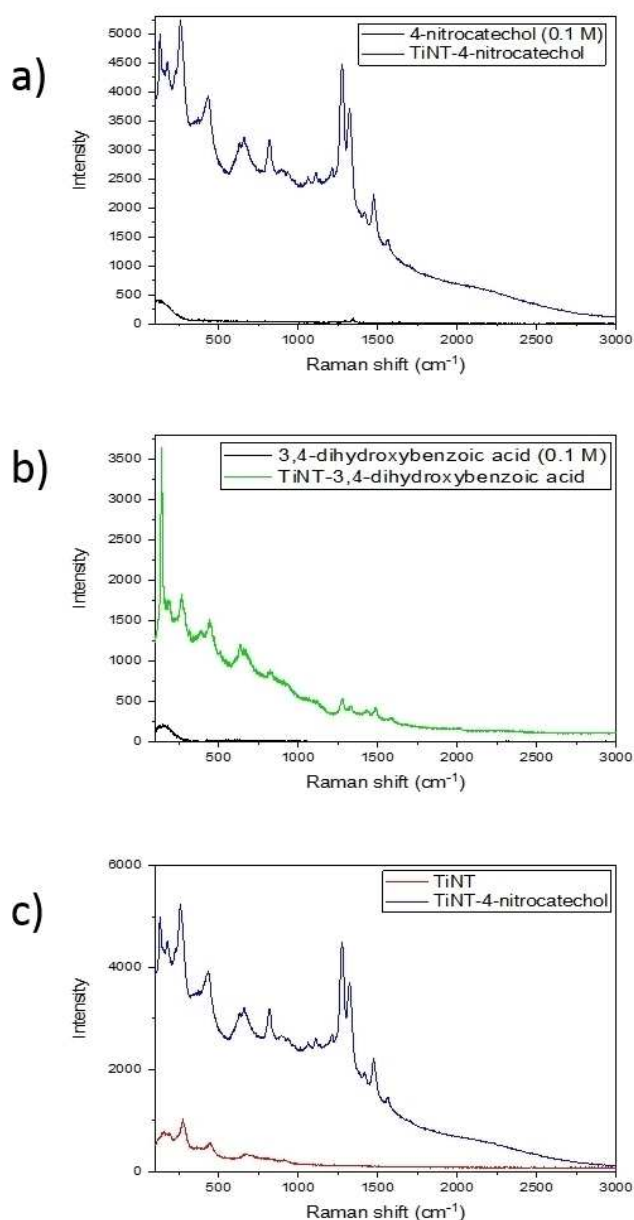 a)
4-nitrocatechol (0.1 M)
TiNT-4-nitrocatechol
5000
4500
4000
3500
3000
2500
2000
1500
1000
500
0
Intensity
500 1000 1500 2000 2500 3000
Raman shift (cm⁻¹)
b)
3,4-dihydroxybenzoic acid (0.1 M)
TiNT-3,4-dihydroxybenzoic acid
3500
3000
2500
2000
1500
1000
500
0
Intensity
500 1000 1500 2000 2500 3000
Raman shift (cm⁻¹)
c)
TiNT
TiNT-4-nitrocatechol
6000
4000
2000
0
Intensity
500 1000 1500 2000 2500 3000
Raman shift (cm⁻¹)